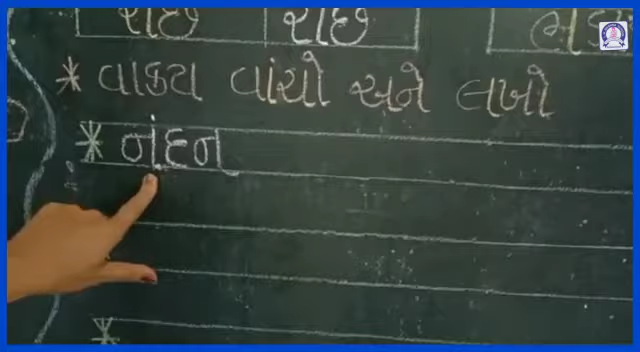 રીછ રીંછ
* વાક્ય વાંચો અને લખો
* નંદન
*